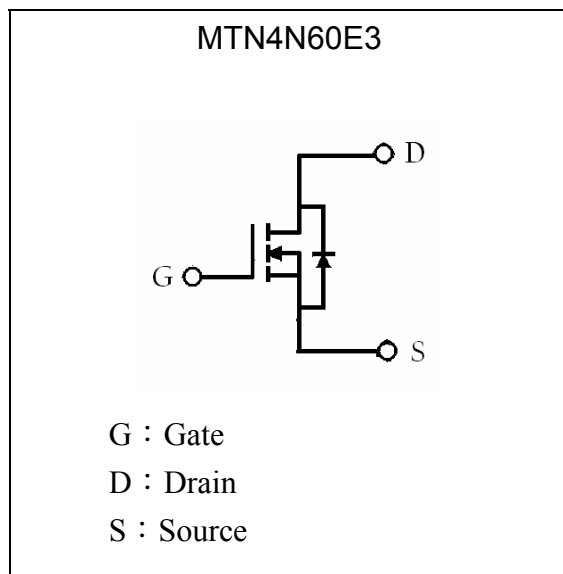 MTN4N60E3
D
G
S
G：Gate
D：Drain
S：Source